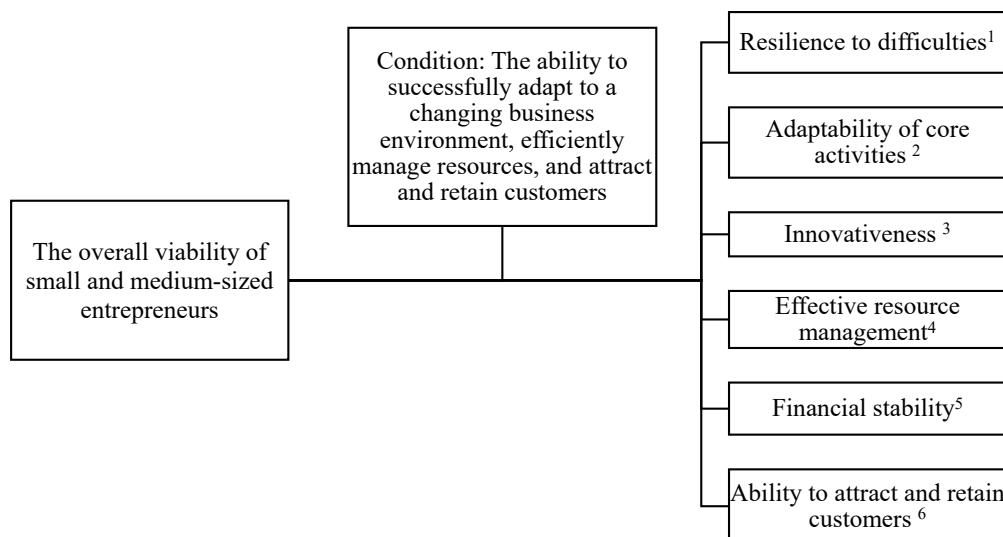 The overall viability of
small and medium-sized
entrepreneurs
Condition: The ability to
successfully adapt to a
changing business
environment, efficiently
manage resources, and attract
and retain customers
Resilience to difficulties¹
Adaptability of core
activities ²
Innovativeness ³
Effective resource
management⁴
Financial stability⁵
Ability to attract and retain
customers ⁶